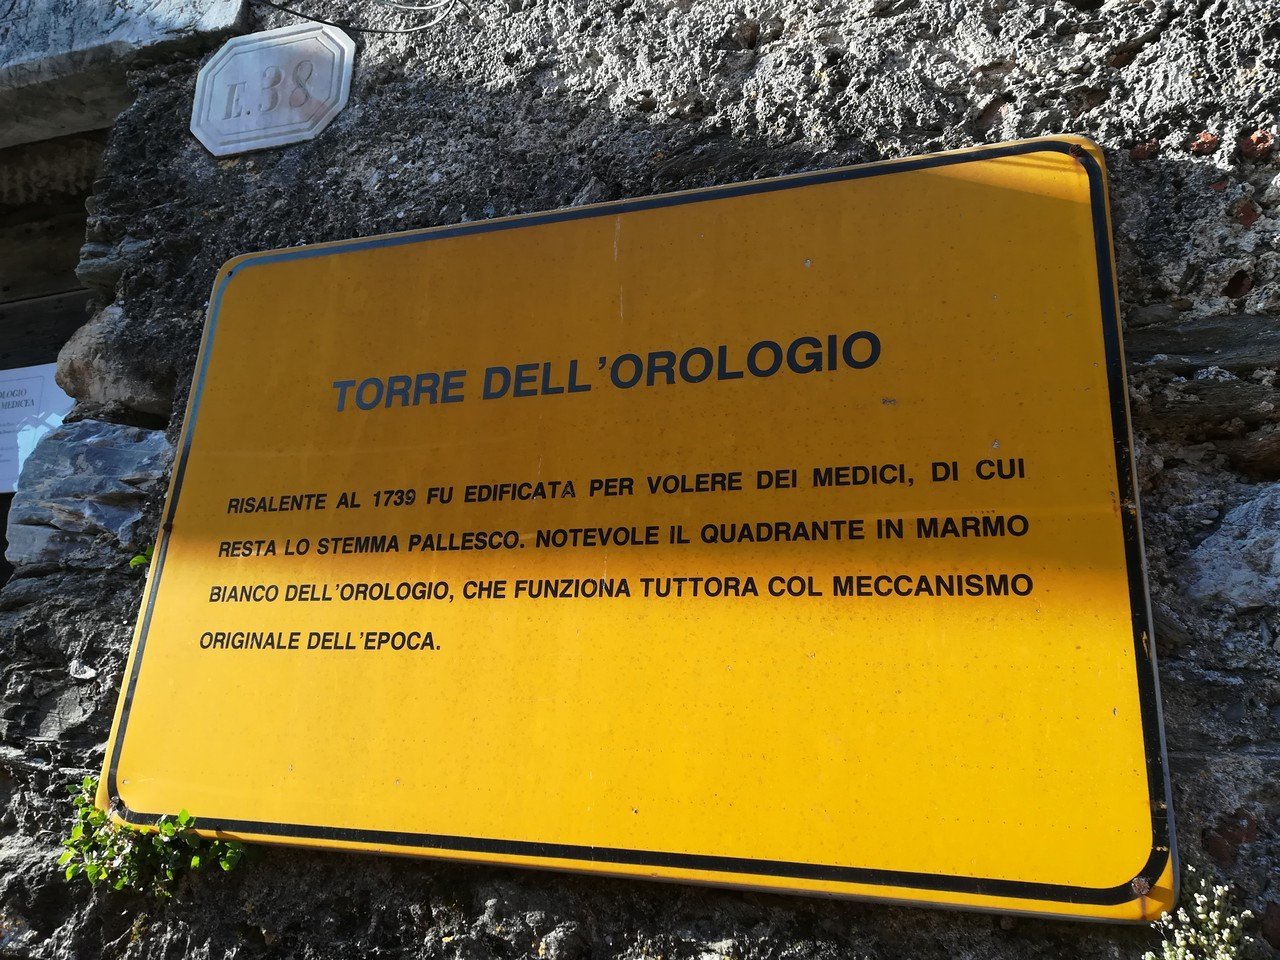 E.38
TORRE DELL'OROLOGIO
RISALENTE AL 1739 FU EDIFICATA PER VOLERE DEI MEDICI, DI CUI
RESTA LO STEMMA PALLESCO. NOTEVOLE IL QUADRANTE IN MARMO
BIANCO DELL'OROLOGIO, CHE FUNZIONA TUTTORA COL MECCANISMO
ORIGINALE DELL'EPOCA.
MEDICEA